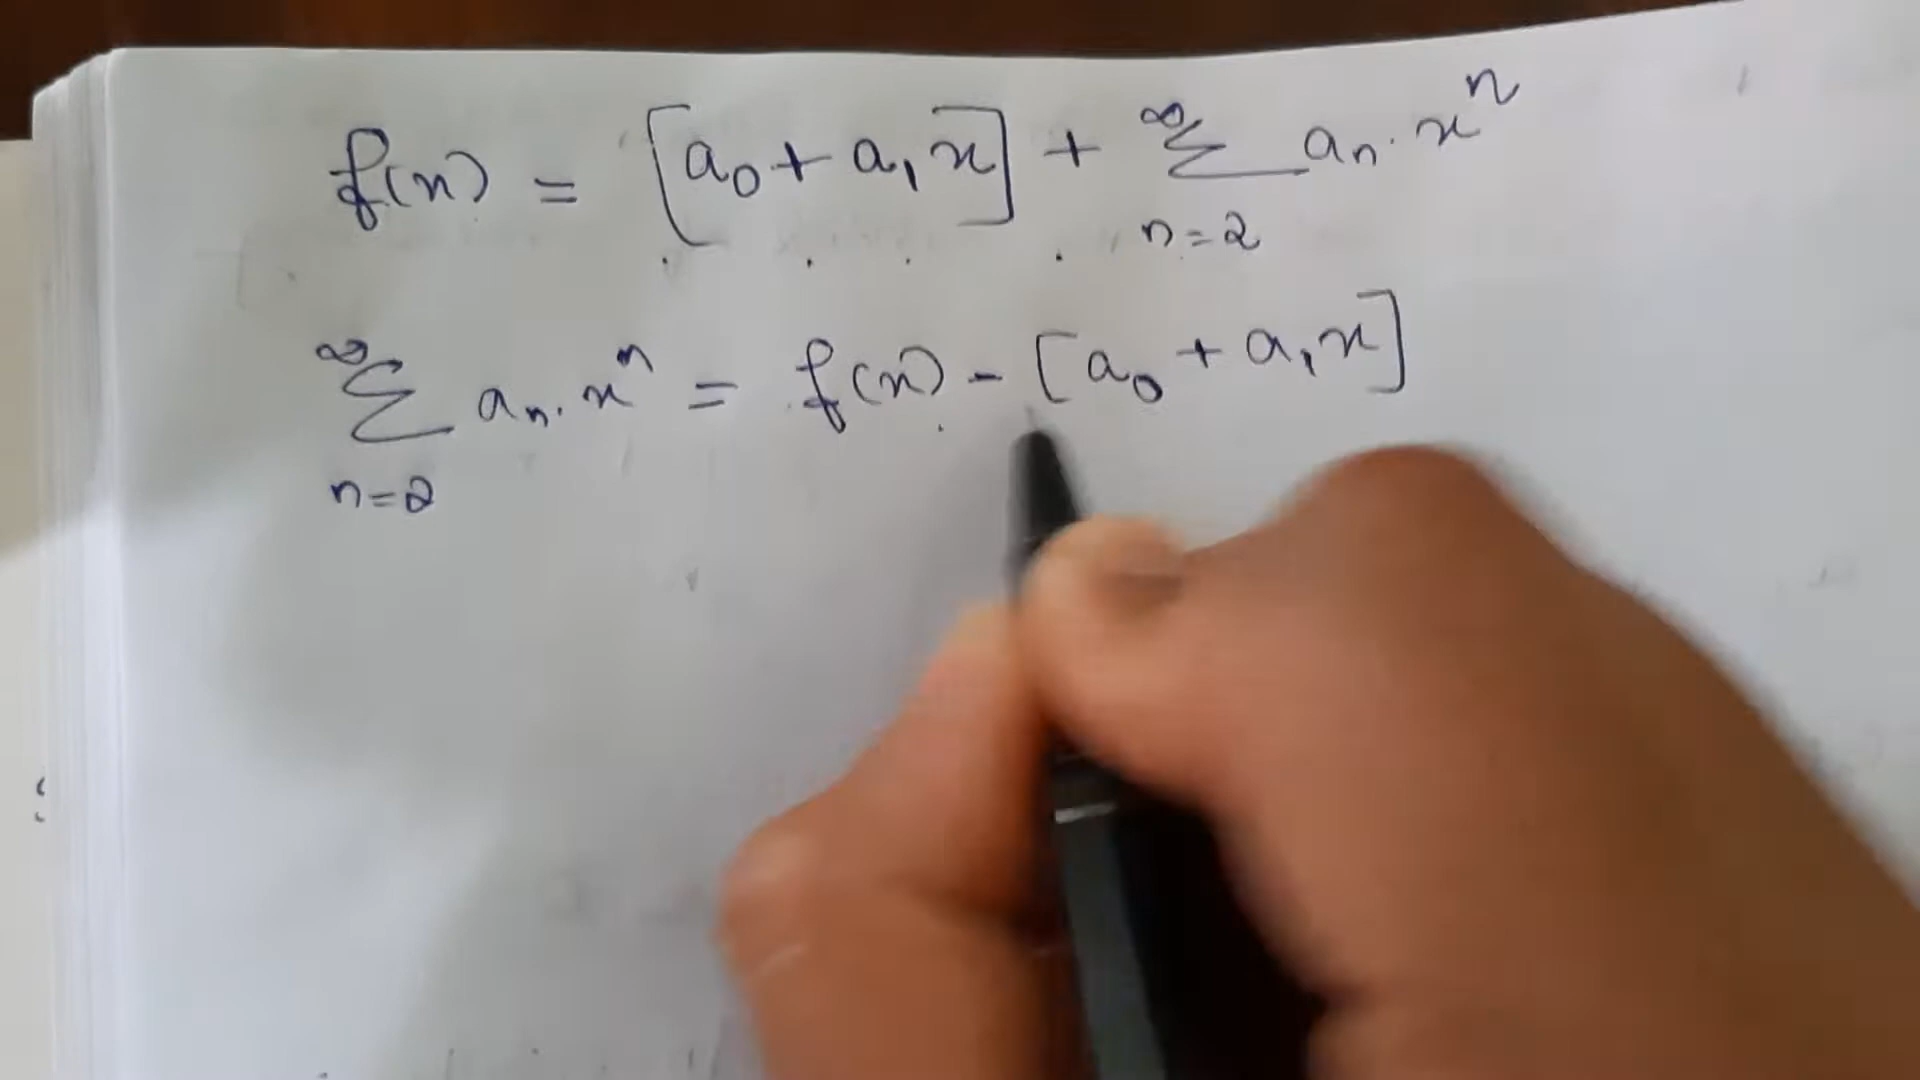 f(x) = [a₀ + a₁x] + ∞∑n=2 aₙ·xⁿ
∞∑n=2 aₙ·xⁿ = f(x) - [a₀ + a₁x]